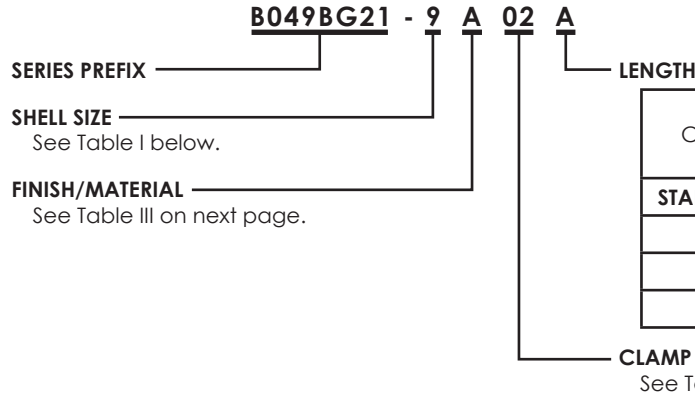 B049BG21 - 9 A 02 A
SERIES PREFIX
LENGTH
SHELL SIZE
See Table I below.
FINISH/MATERIAL
See Table III on next page.
CLAMP
See